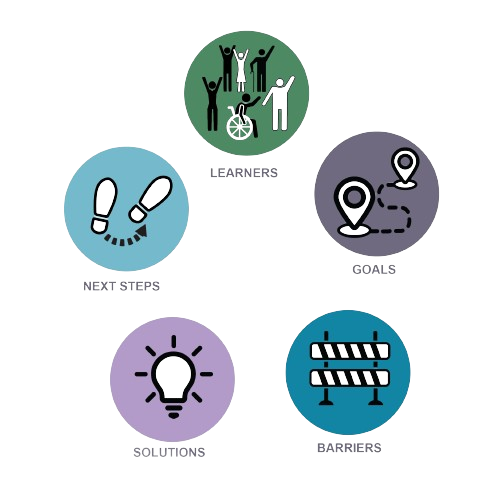 LEARNERS
GOALS
NEXT STEPS
BARRIERS
SOLUTIONS